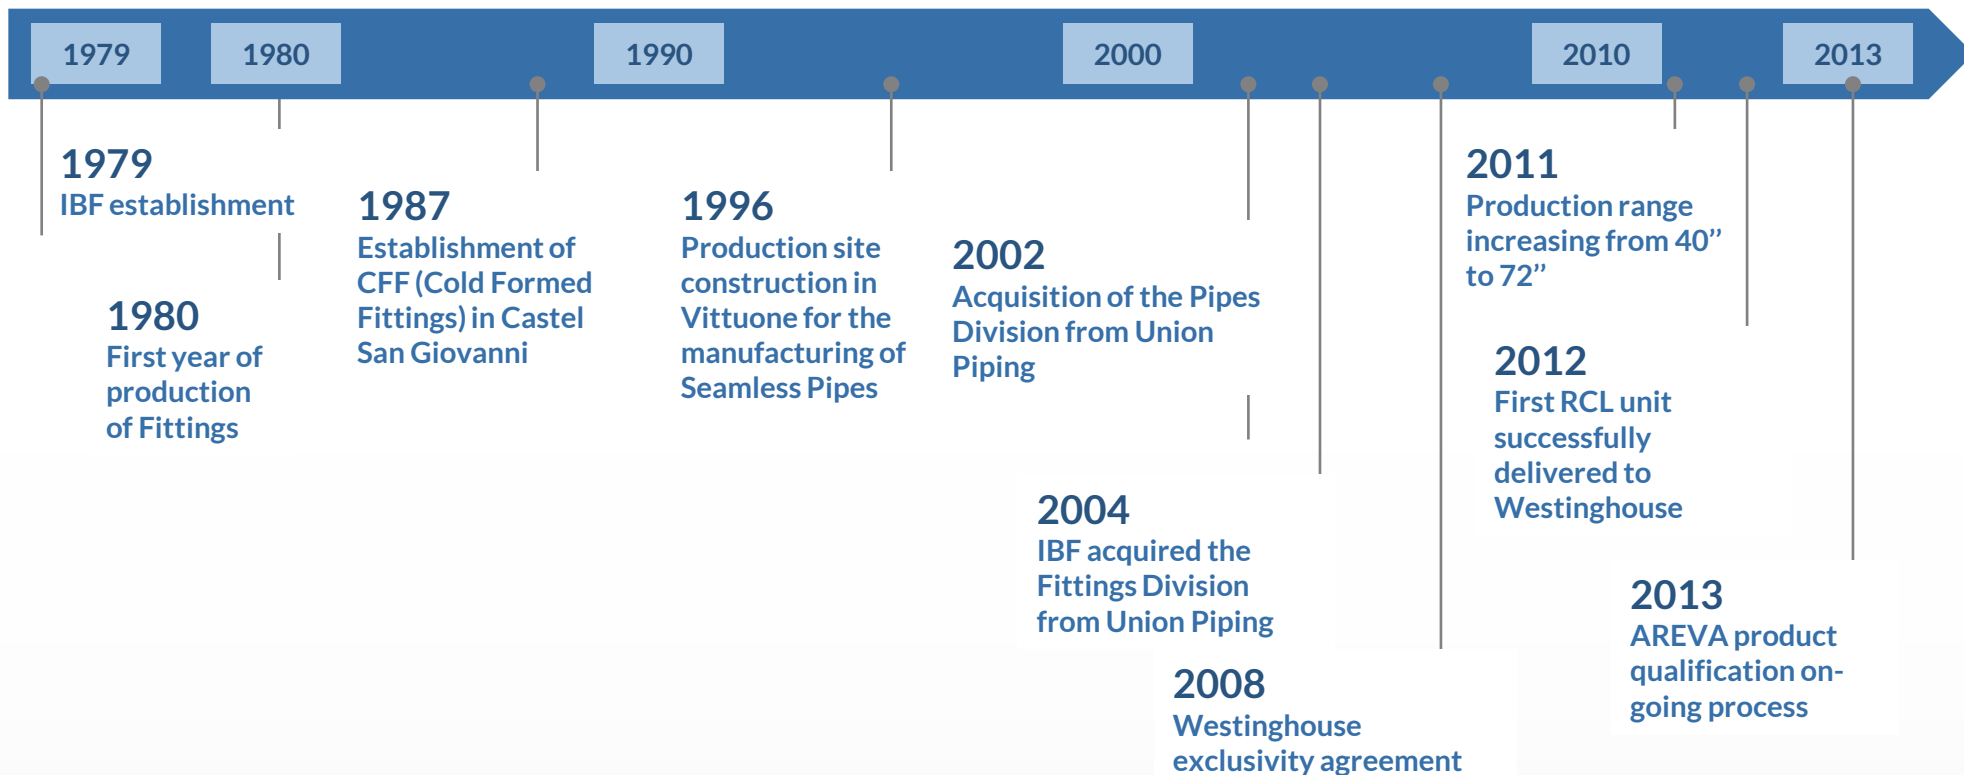 1979
1980
1990
2000
2010
2013
1979
IBF establishment
1980
First year of
production
of Fittings
1987
Establishment of
CFF (Cold Formed
Fittings) in Castel
San Giovanni
1996
Production site
construction in
Vittuone for the
manufacturing of
Seamless Pipes
2002
Acquisition of the Pipes
Division from Union
Piping
2004
IBF acquired the
Fittings Division
from Union Piping
2008
Westinghouse
exclusivity agreement
2011
Production range
increasing from 40’’
to 72’’
2012
First RCL unit
successfully
delivered to
Westinghouse
2013
AREVA product
qualification on-
going process